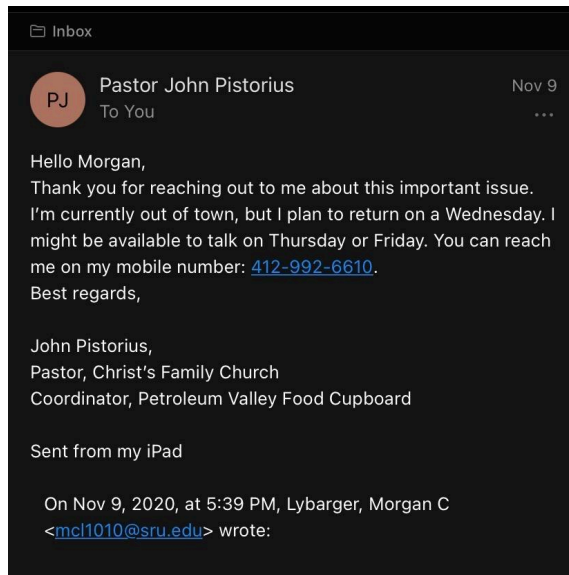 Inbox
PJ
Pastor John Pistorius
Nov 9
To You
Hello Morgan,
Thank you for reaching out to me about this important issue.
I'm currently out of town, but I plan to return on a Wednesday. I
might be available to talk on Thursday or Friday. You can reach
me on my mobile number: 412-992-6610.
Best regards,
John Pistorius,
Pastor, Christ's Family Church
Coordinator, Petroleum Valley Food Cupboard
Sent from my iPad
On Nov 9, 2020, at 5:39 PM, Lybarger, Morgan C
<mcl1010@sru.edu> wrote: